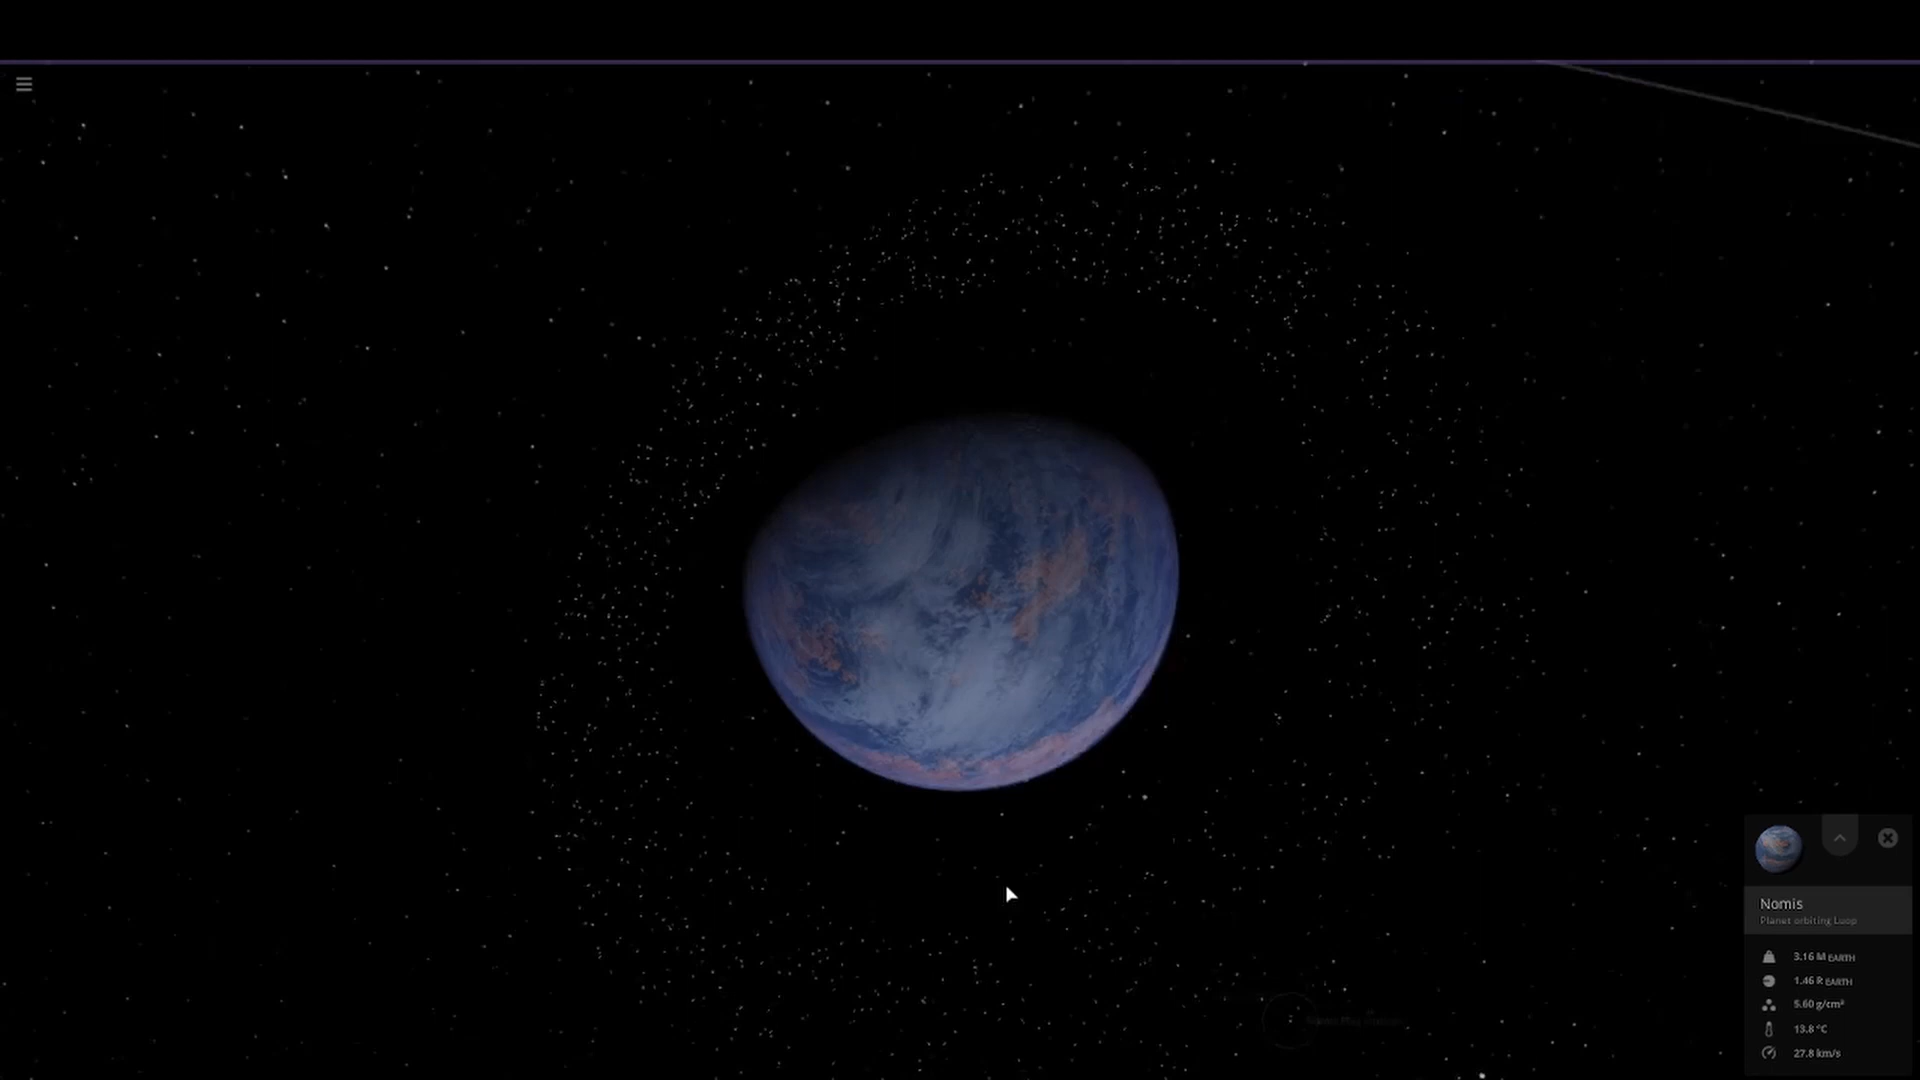 Nomis
Planet orbiting Loop
3.16 M EARTH
1.46 R EARTH
5.60 g/cm³
13.8 °C
27.8 km/s